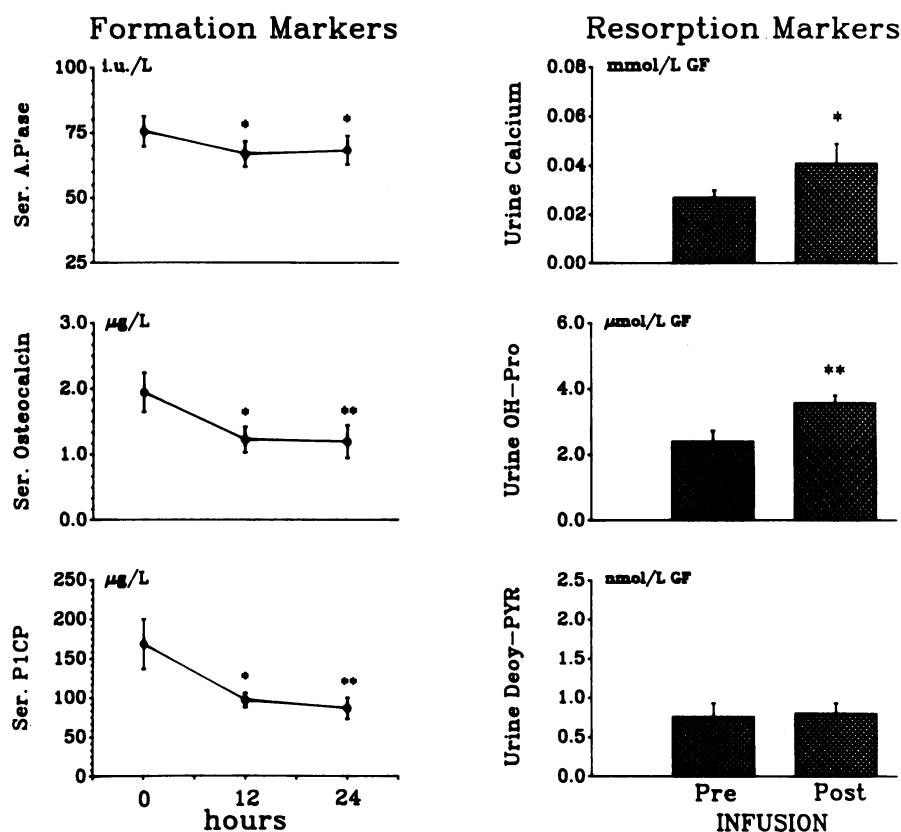 Formation Markers
i.u./L
Ser. A.P'ase
100
75
50
25
*
*
μg/L
Ser. Osteocalcin
3.0
2.0
1.0
0.0
*
**
μg/L
Ser. P1CP
250
200
150
100
50
0
*
**
0 12 24
hours
Resorption Markers
mmol/L GF
Urine Calcium
0.08
0.06
0.04
0.02
0.00
*
μmol/L GF
Urine OH-Pro
6.0
4.0
2.0
0.0
**
nmol/L GF
Urine Deoy-PYR
2.5
2.0
1.5
1.0
0.5
0.0
Pre Post
INFUSION